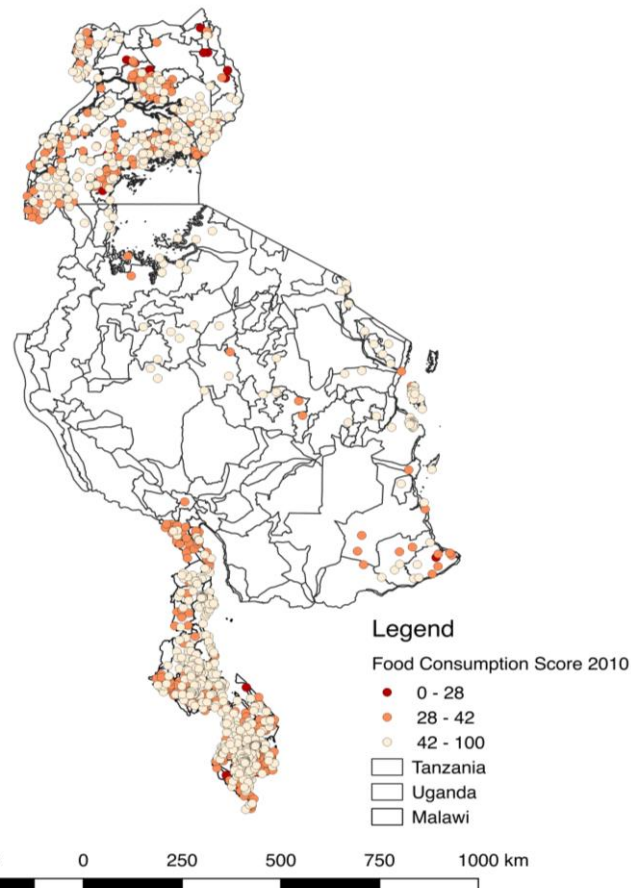 Legend
Food Consumption Score 2010
0 - 28
28 - 42
42 - 100
Tanzania
Uganda
Malawi
0 250 500 750 1000 km